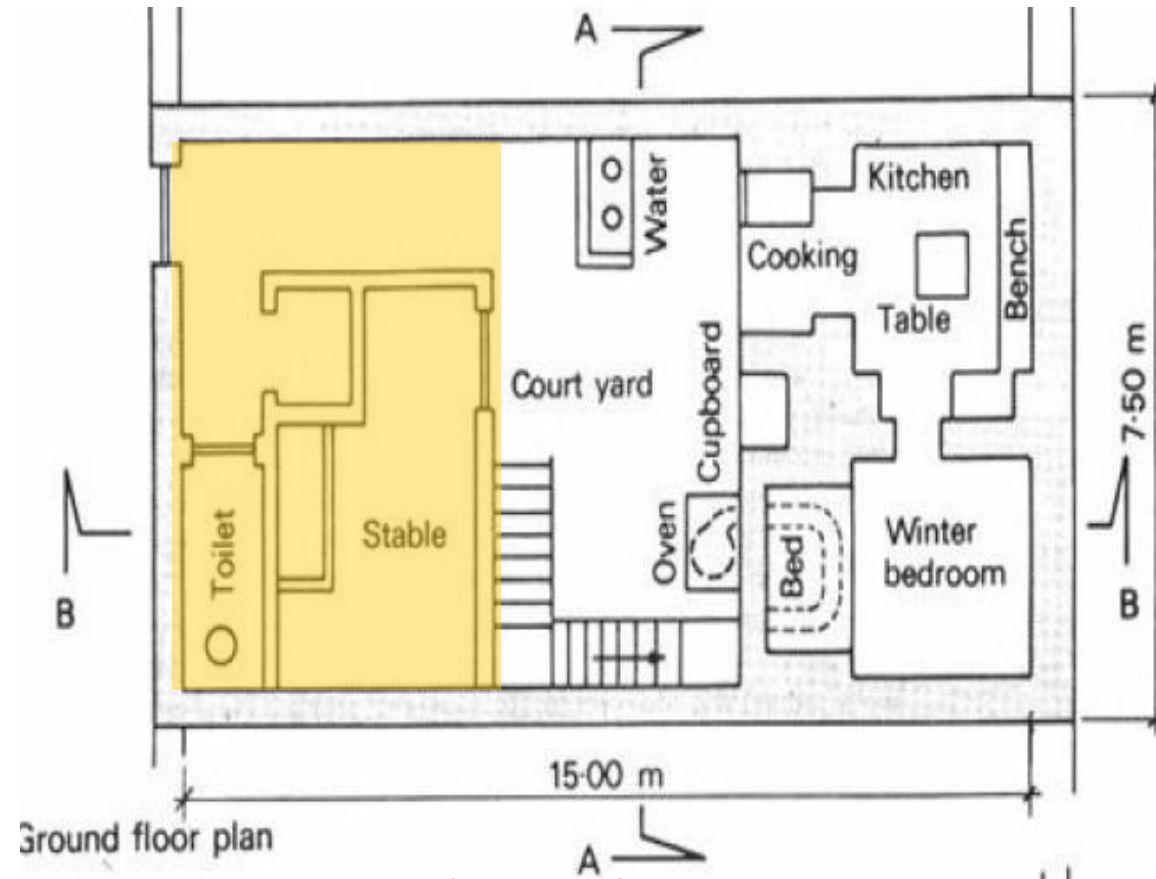 A
Kitchen
Water
Cooking
Bench
Table
Court yard
Cupboard
7·50 m
Toilet
Stable
Oven
Bed
Winter
bedroom
B
B
15·00 m
Ground floor plan
A